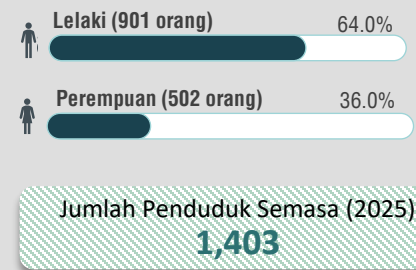 Lelaki (901 orang)
64.0%
Perempuan (502 orang)
36.0%
Jumlah Penduduk Semasa (2025)
1,403